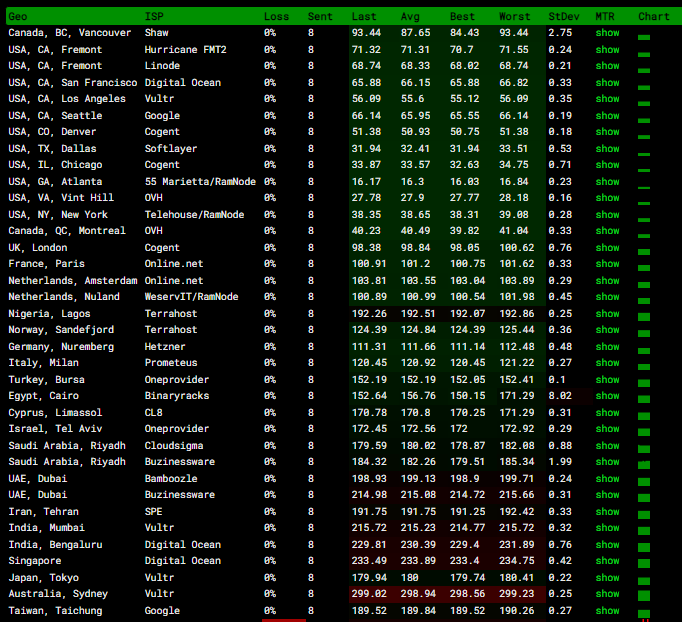 Geo ISP Loss Sent Last Avg Best Worst StDev MTR Chart
Canada, BC, Vancouver Shaw 0% 8 93.44 87.65 84.43 93.44 2.75 show
USA, CA, Fremont Hurricane FMT2 0% 8 71.32 71.31 70.7 71.55 0.24 show
USA, CA, Fremont Linode 0% 8 68.74 68.33 68.02 68.74 0.21 show
USA, CA, San Francisco Digital Ocean 0% 8 65.88 66.15 65.88 66.82 0.33 show
USA, CA, Los Angeles Vultr 0% 8 56.09 55.6 55.12 56.09 0.35 show
USA, CA, Seattle Google 0% 8 66.14 65.95 65.55 66.14 0.19 show
USA, CO, Denver Cogent 0% 8 51.38 50.93 50.75 51.38 0.18 show
USA, TX, Dallas Softlayer 0% 8 31.94 32.41 31.94 33.51 0.53 show
USA, IL, Chicago Cogent 0% 8 33.87 33.57 32.63 34.75 0.71 show
USA, GA, Atlanta 55 Marietta/RamNode 0% 8 16.17 16.3 16.03 16.84 0.23 show
USA, VA, Vint Hill OVH 0% 8 27.78 27.9 27.77 28.18 0.16 show
USA, NY, New York Telehouse/RamNode 0% 8 38.35 38.65 38.31 39.08 0.28 show
Canada, QC, Montreal OVH 0% 8 40.23 40.49 39.82 41.04 0.33 show
UK, London Cogent 0% 8 98.38 98.84 98.05 100.62 0.76 show
France, Paris Online.net 0% 8 100.91 101.2 100.75 101.62 0.33 show
Netherlands, Amsterdam Online.net 0% 8 103.81 103.55 103.04 103.89 0.29 show
Netherlands, Nuland WeservIT/RamNode 0% 8 100.89 100.99 100.54 101.98 0.45 show
Nigeria, Lagos Terrahost 0% 8 192.26 192.51 192.07 192.86 0.25 show
Norway, Sandefjord Terrahost 0% 8 124.39 124.84 124.39 125.44 0.36 show
Germany, Nuremberg Hetzner 0% 8 111.31 111.66 111.14 112.48 0.48 show
Italy, Milan Prometeus 0% 8 120.45 120.92 120.45 121.22 0.27 show
Turkey, Bursa Oneprovider 0% 8 152.19 152.19 152.05 152.41 0.1 show
Egypt, Cairo Binaryracks 0% 8 152.64 156.76 150.15 171.29 8.02 show
Cyprus, Limassol CL8 0% 8 170.78 170.8 170.25 171.29 0.31 show
Israel, Tel Aviv Oneprovider 0% 8 172.45 172.56 172 172.92 0.29 show
Saudi Arabia, Riyadh Cloudsigma 0% 8 179.59 180.02 178.87 182.08 0.88 show
Saudi Arabia, Riyadh Buzinessware 0% 8 184.32 182.26 179.51 185.34 1.99 show
UAE, Dubai Bamboozle 0% 8 198.93 199.13 198.9 199.71 0.24 show
UAE, Dubai Buzinessware 0% 8 214.98 215.08 214.72 215.66 0.31 show
Iran, Tehran SPE 0% 8 191.75 191.75 191.25 192.42 0.33 show
India, Mumbai Vultr 0% 8 215.72 215.23 214.77 215.72 0.32 show
India, Bengaluru Digital Ocean 0% 8 229.81 230.39 229.4 231.89 0.76 show
Singapore Digital Ocean 0% 8 233.49 233.89 233.4 234.75 0.42 show
Japan, Tokyo Vultr 0% 8 179.94 180 179.74 180.41 0.22 show
Australia, Sydney Vultr 0% 8 299.02 298.94 298.56 299.23 0.25 show
Taiwan, Taichung Google 0% 8 189.52 189.84 189.52 190.26 0.27 show